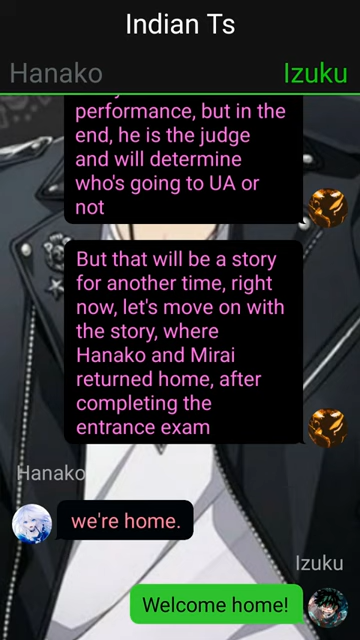 Indian Ts
Hanako
Izuku
performance, but in the
end, he is the judge
and will determine
who's going to UA or
not
But that will be a story
for another time, right
now, let's move on with
the story, where
Hanako and Mirai
returned home, after
completing the
entrance exam
Hanako
we're home.
Izuku
Welcome home!